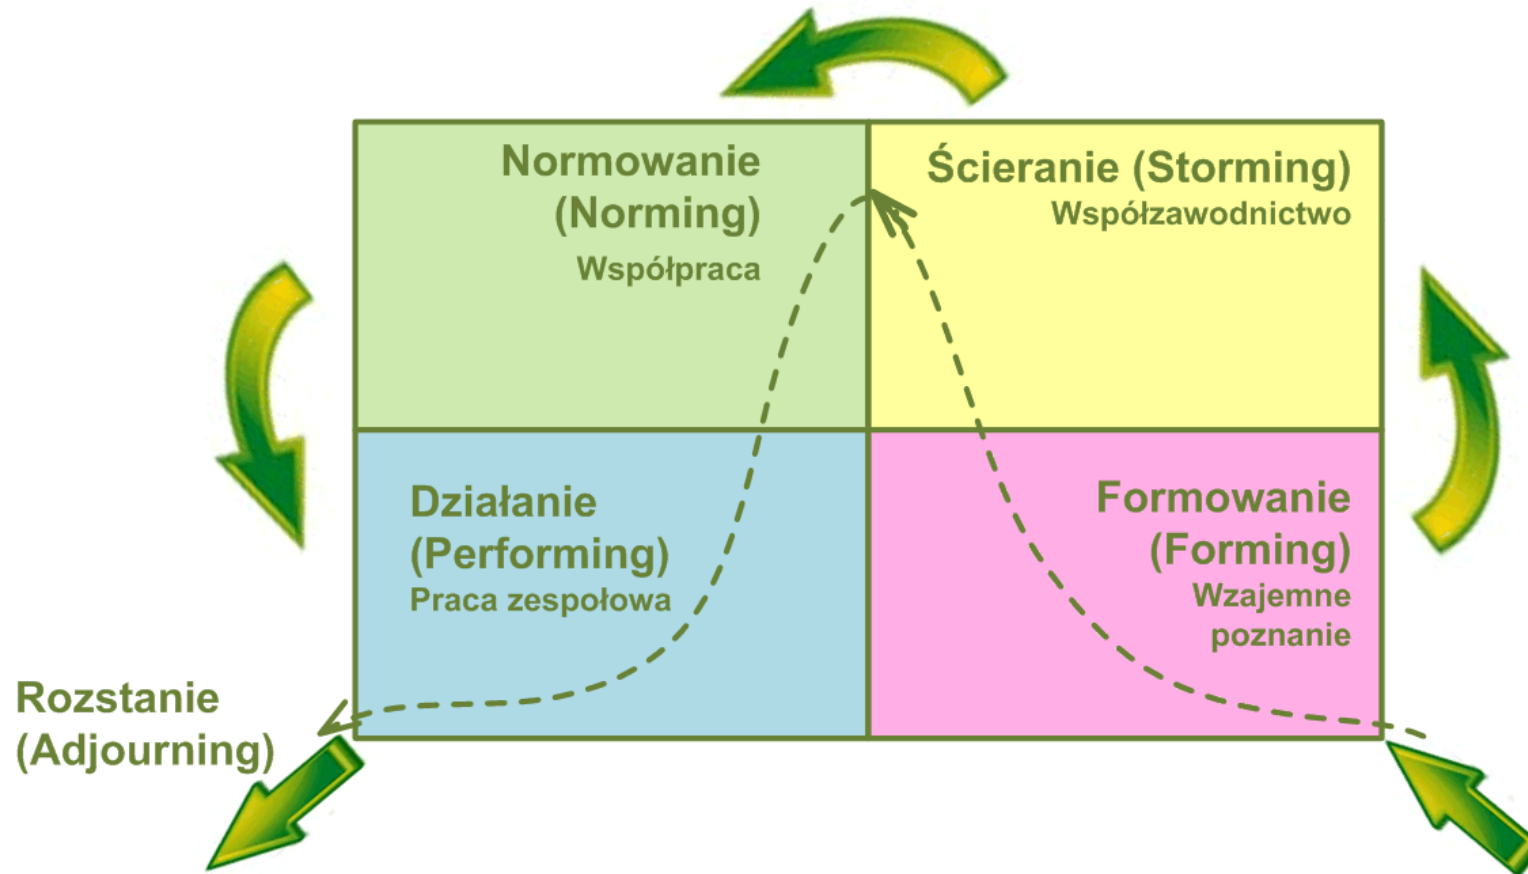 Normowanie
(Norming)
Współpraca
Ścieranie (Storming)
Współzawodnictwo
Działanie
(Performing)
Praca zespołowa
Formowanie
(Forming)
Wzajemne
poznanie
Rozstanie
(Adjourning)